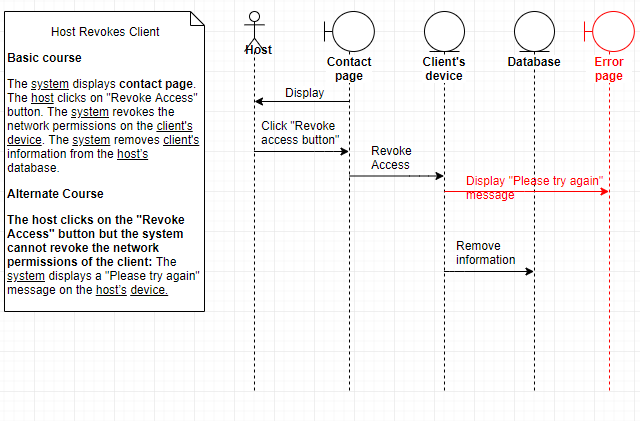 Host Revokes Client
Basic course
The system displays contact page.
The host clicks on "Revoke Access"
button. The system revokes the
network permissions on the client's
device. The system removes client's
information from the host's
database.
Alternate Course
The host clicks on the "Revoke
Access" button but the system
cannot revoke the network
permissions of the client: The
system displays a "Please try again"
message on the host's device.
Host
Contact
page
Client's
device
Database
Error
page
Display
Click "Revoke
access button"
Revoke
Access
Display "Please try again"
message
Remove
information